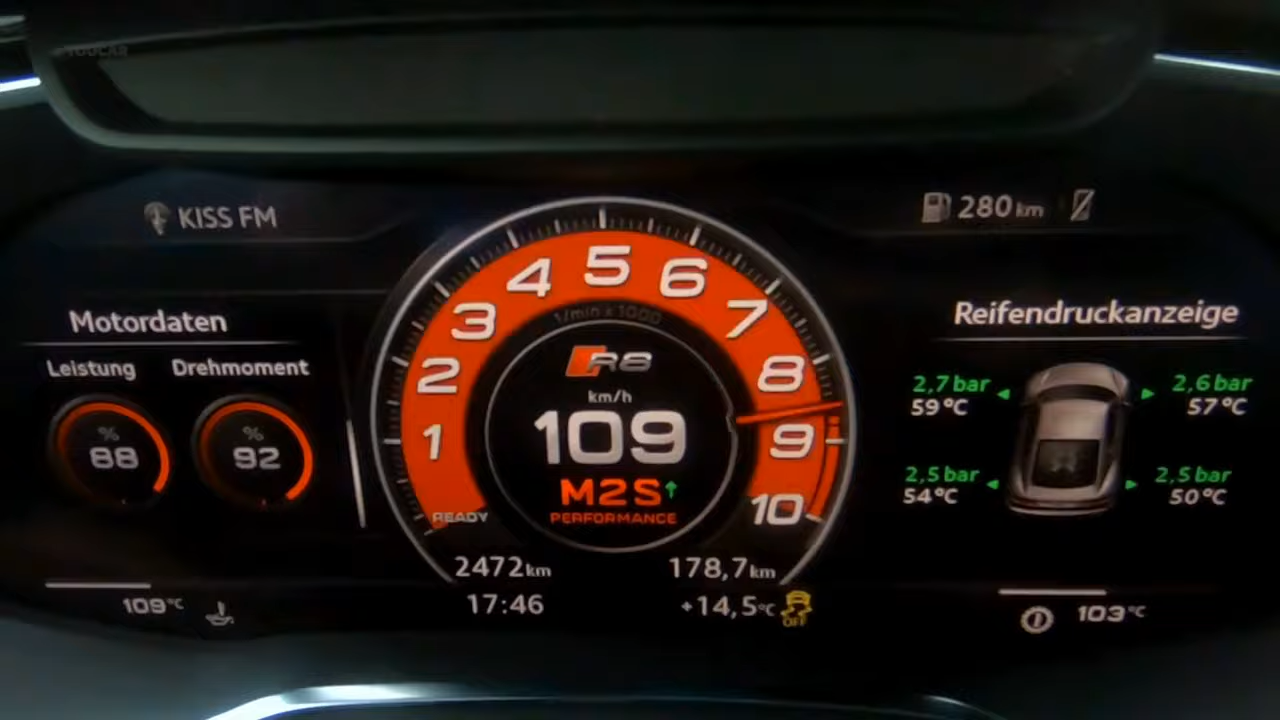 #YOUCAR
KISS FM
280 km
Motordaten
Leistung
Drehmoment
%
88
%
92
109°C
1
2
3
4
5
6
7
8
9
10
1/min x 1000
READY
R8
km/h
109
M2 S↑
PERFORMANCE
2472 km
178,7 km
17:46
+14,5°C
OFF
Reifendruckanzeige
2,7 bar
59°C
2,6 bar
57°C
2,5 bar
54°C
2,5 bar
50°C
103°C